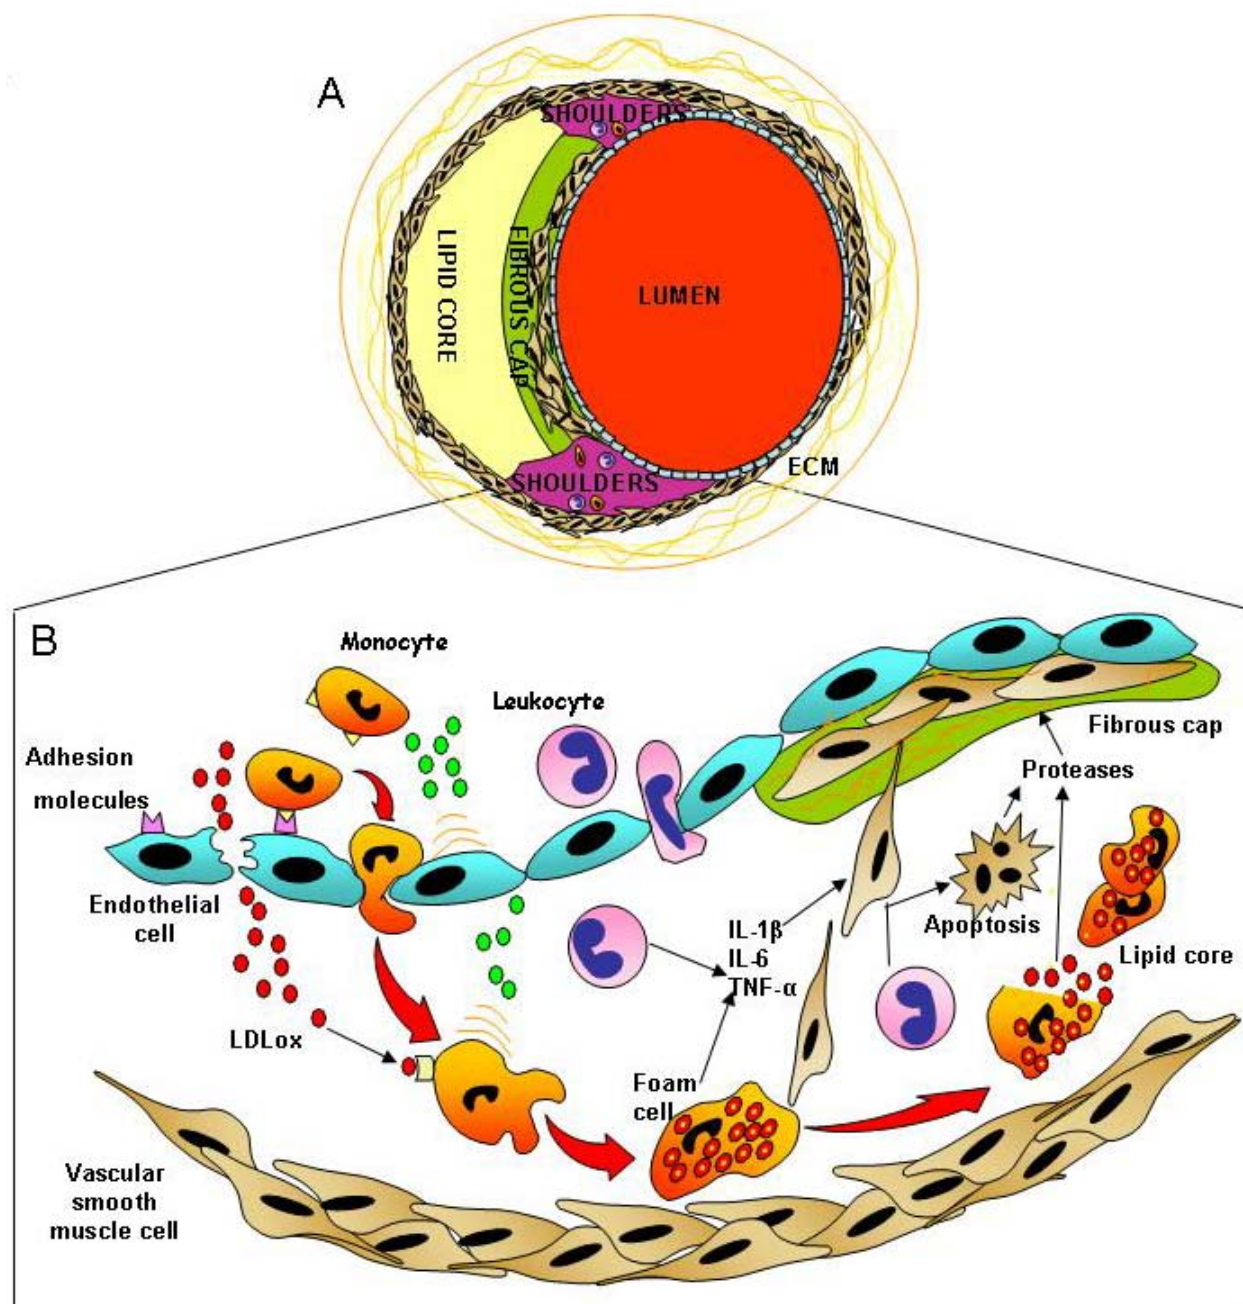 A
SHOULDERS
LIPID CORE
FIBROUS CAP
LUMEN
ECM
SHOULDERS
B
Monocyte
Leukocyte
Adhesion
molecules
Fibrous cap
Proteases
Endothelial
cell
IL-1β
IL-6
TNF-α
Apoptosis
Lipid core
LDLox
Foam
cell
Vascular
smooth
muscle cell